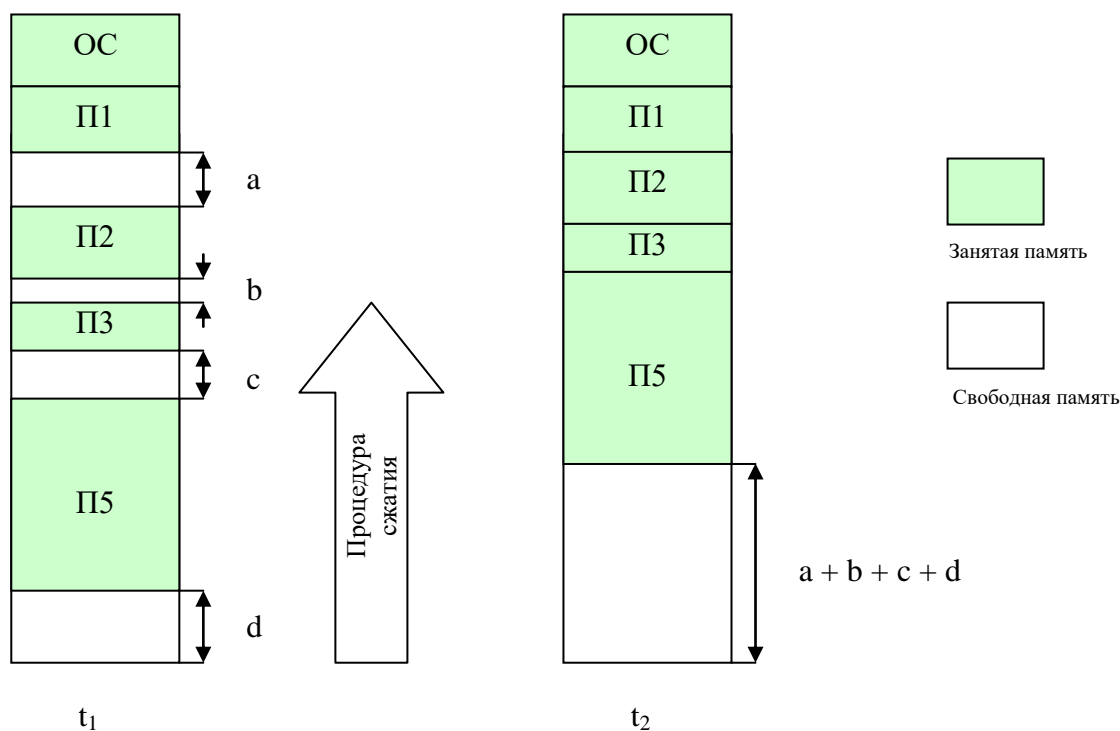 ОС
П1
a
П2
b
П3
c
П5
d
t1
Процедура
сжатия
ОС
П1
П2
П3
П5
a + b + c + d
t2
Занятая память
Свободная память